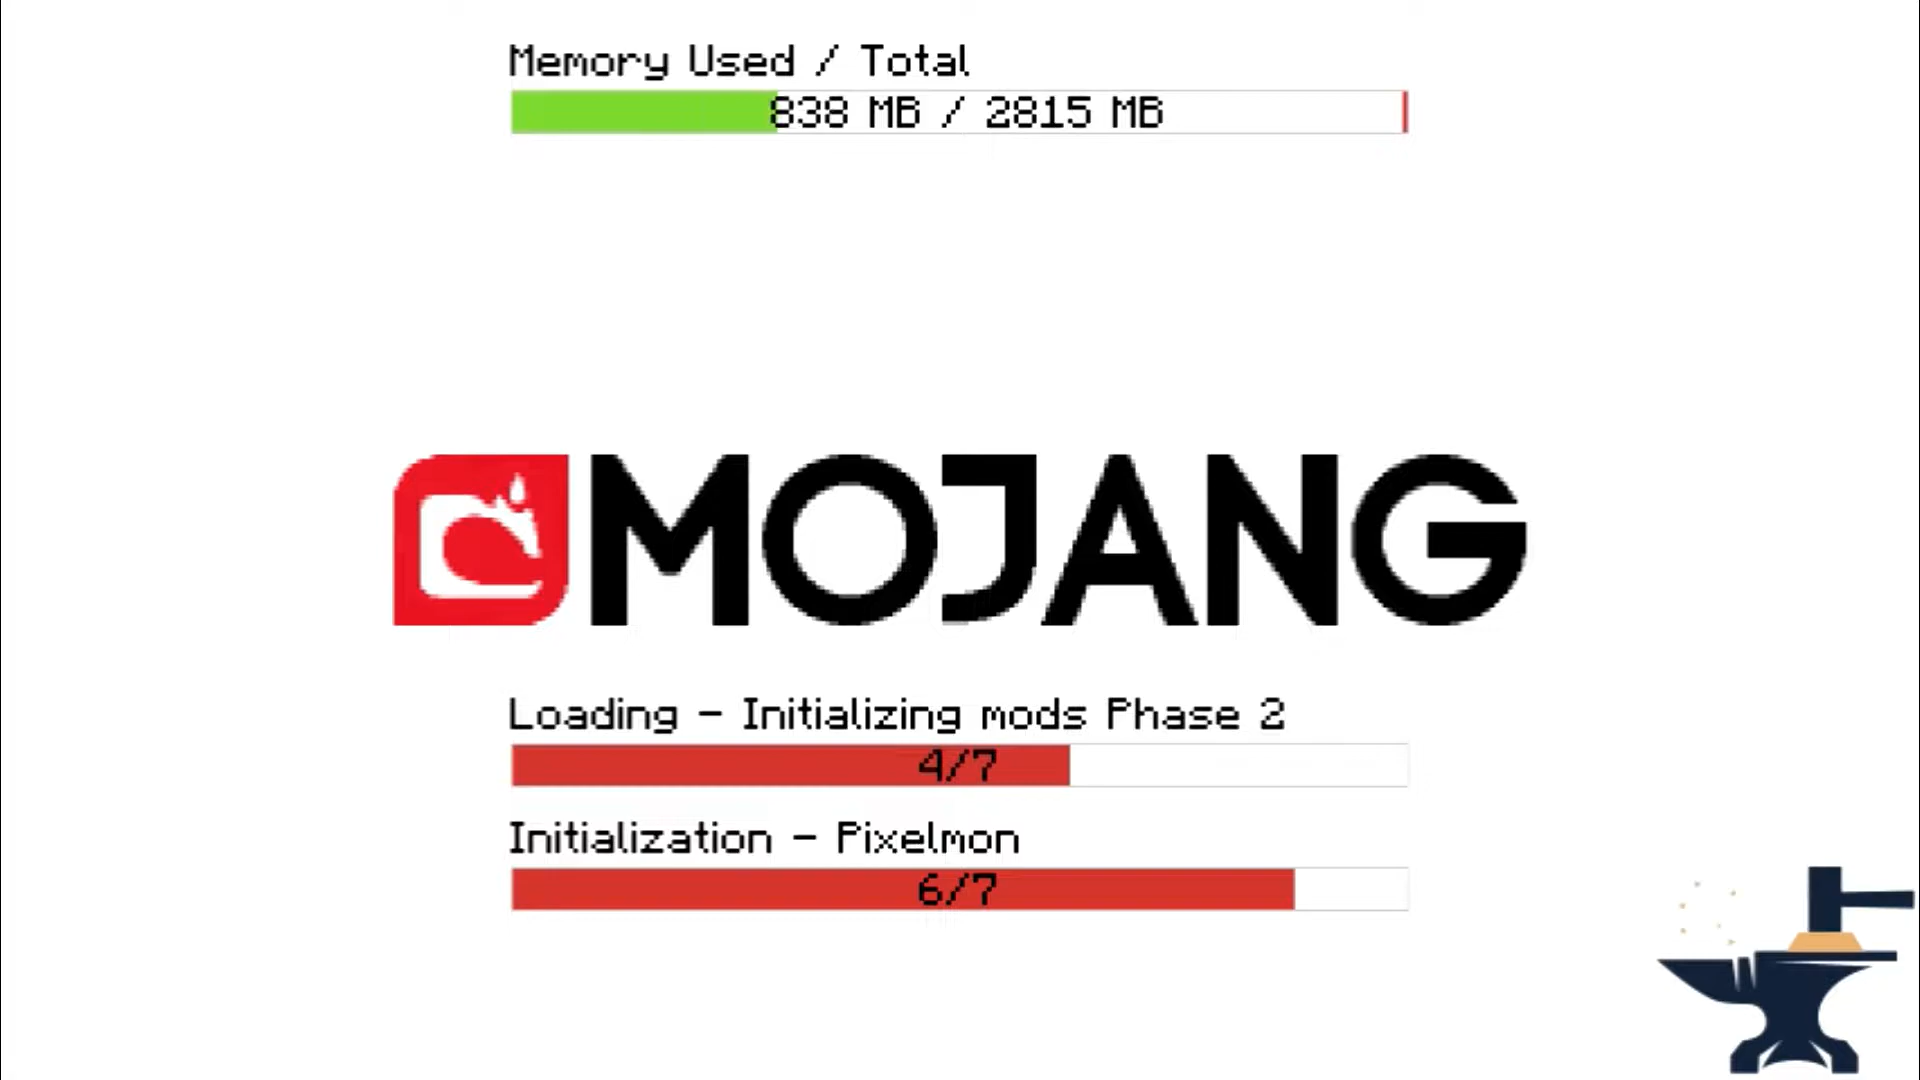 Memory Used / Total
838 MB / 2815 MB
MOJANG
Loading - Initializing mods Phase 2
4/7
Initialization - Pixelmon
6/7